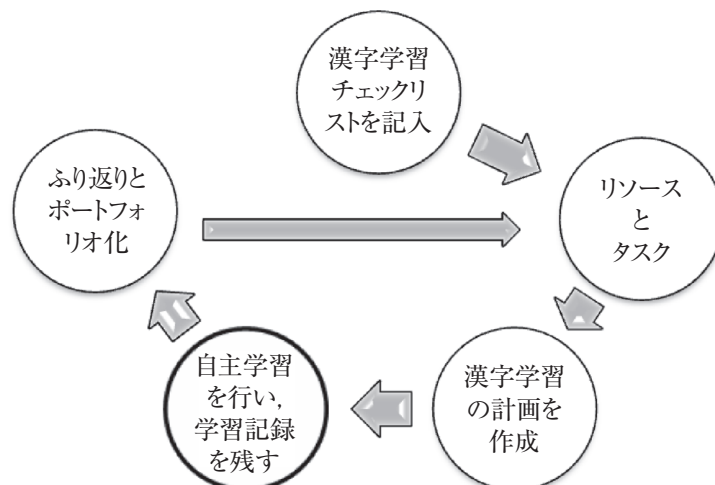 漢字学習
チェックリ
ストを記入
リソース
と
タスク
漢字学習
の計画を
作成
自主学習
を行い,
学習記録
を残す
ふり返りと
ポートフォ
リオ化